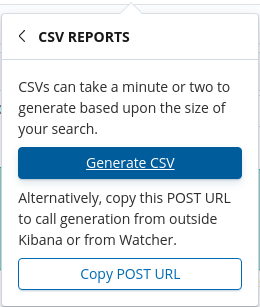 CSV REPORTS
CSVs can take a minute or two to
generate based upon the size of
your search.
Generate CSV
Alternatively, copy this POST URL
to call generation from outside
Kibana or from Watcher.
Copy POST URL